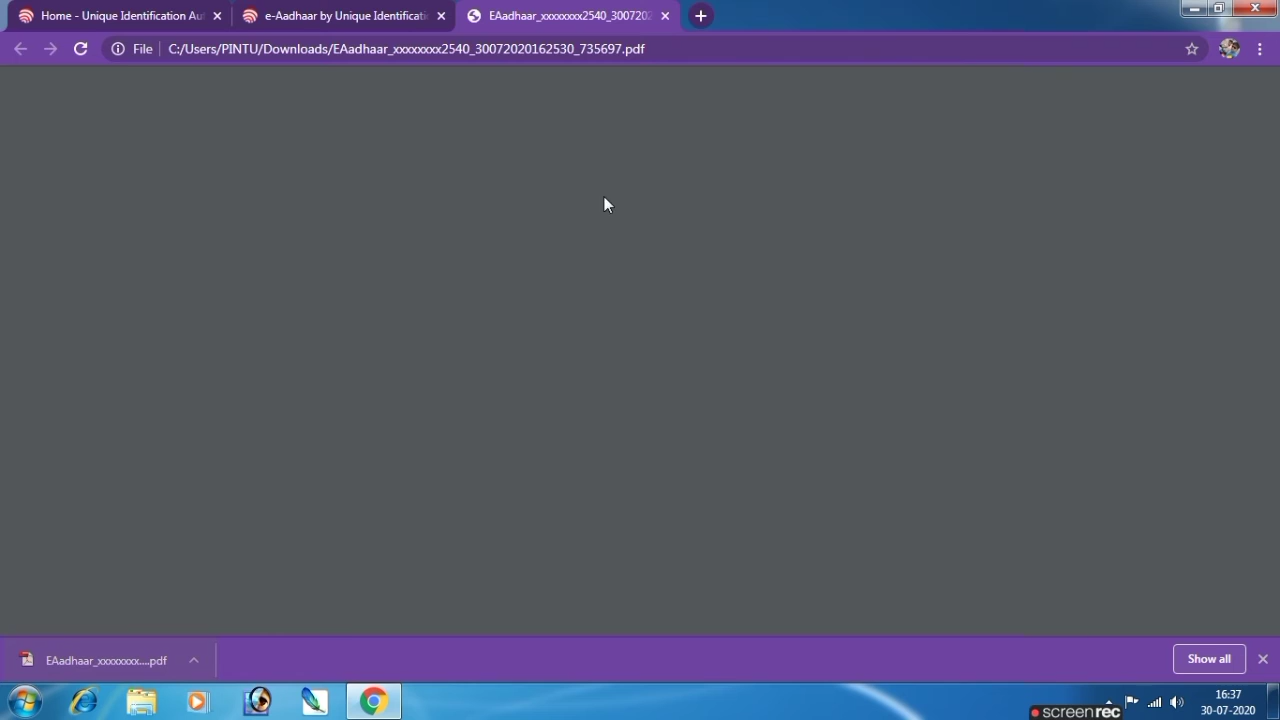 Home - Unique Identification Au
e-Aadhaar by Unique Identificati
EAadhaar_xxxxxxxx2540_3007202
File
C:/Users/PINTU/Downloads/EAadhaar_xxxxxxxx2540_30072020162530_735697.pdf
EAadhaar_xxxxxxxx....pdf
Show all
16:37
screenrec
30-07-2020